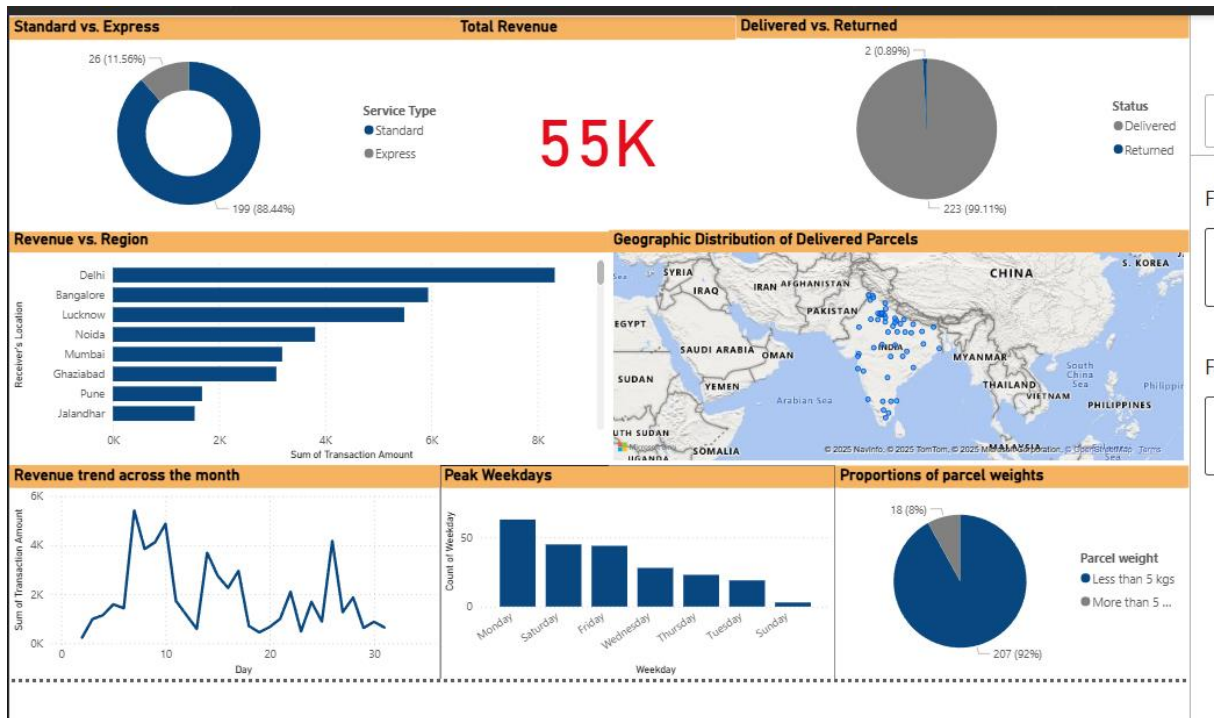 Standard vs. Express
26 (11.56%)
199 (88.44%)
Service Type
Standard
Express
Total Revenue
55K
Delivered vs. Returned
2 (0.89%)
223 (99.11%)
Status
Delivered
Returned
Revenue vs. Region
Receiver's Location
Delhi
Bangalore
Lucknow
Noida
Mumbai
Ghaziabad
Pune
Jalandhar
0K 2K 4K 6K 8K
Sum of Transaction Amount
Geographic Distribution of Delivered Parcels
S. KOREA
SYRIA
CHINA
IRAQ
IRAN
AFGHANISTAN
PAKISTAN
EGYPT
SAUDI ARABIA
OMAN
INDIA
MYANMAR
SUDAN
YEMEN
Arabian Sea
THAILAND
South
China
Sea
VIETNAM
Philippin
PHILIPPINES
UTH SUDAN
SOMALIA
UGANDA
MALAYSIA
© 2025 NavInfo, © 2025 TomTom, © 2025 Microsoft Corporation, © OpenStreetMap Terms
Revenue trend across the month
Sum of Transaction Amount
6K
4K
2K
0K
0 10 20 30
Day
Peak Weekdays
Count of Weekday
50
0
Monday Saturday Friday Wednesday Thursday Tuesday Sunday
Weekday
Proportions of parcel weights
18 (8%)
207 (92%)
Parcel weight
Less than 5 kgs
More than 5 ...
F
F